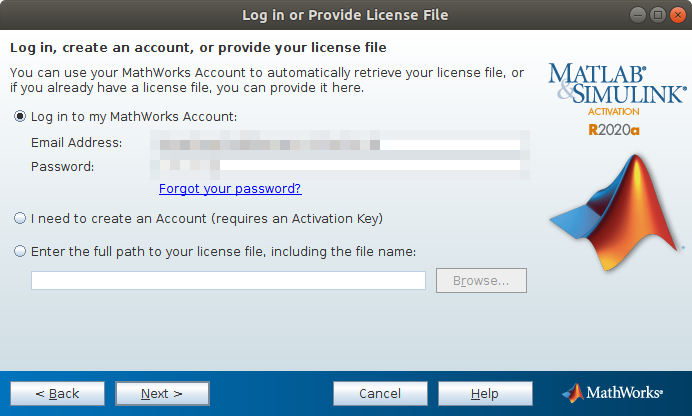 Log in or Provide License File
Log in, create an account, or provide your license file
You can use your MathWorks Account to automatically retrieve your license file, or
if you already have a license file, you can provide it here.
MATLAB®
&SIMULINK®
ACTIVATION
R2020a
Log in to my MathWorks Account:
Email Address:
Password:
Forgot your password?
I need to create an Account (requires an Activation Key)
Enter the full path to your license file, including the file name:
Browse...
< Back
Next >
Cancel
Help
MathWorks®